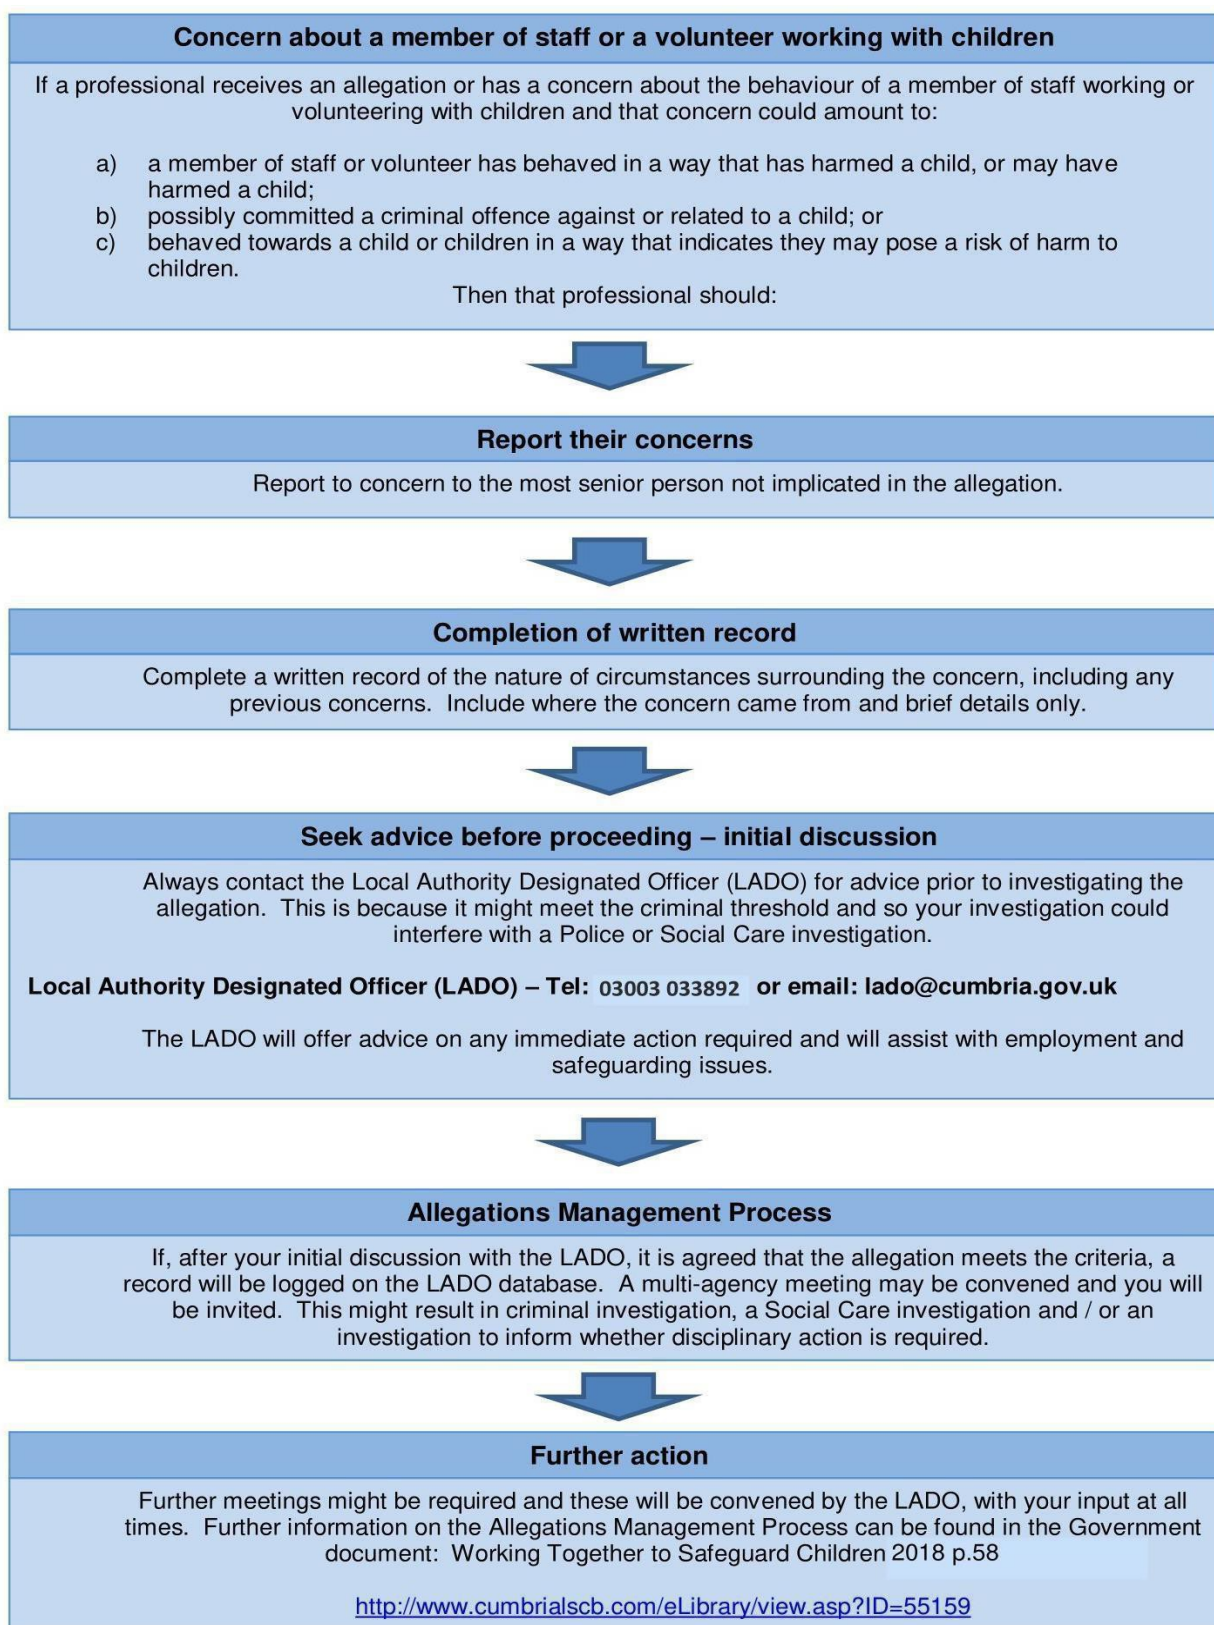 Concern about a member of staff or a volunteer working with children
If a professional receives an allegation or has a concern about the behaviour of a member of staff working or
volunteering with children and that concern could amount to:
a) a member of staff or volunteer has behaved in a way that has harmed a child, or may have
harmed a child;
b) possibly committed a criminal offence against or related to a child; or
c) behaved towards a child or children in a way that indicates they may pose a risk of harm to
children.
Then that professional should:
Report their concerns
Report to concern to the most senior person not implicated in the allegation.
Completion of written record
Complete a written record of the nature of circumstances surrounding the concern, including any
previous concerns. Include where the concern came from and brief details only.
Seek advice before proceeding – initial discussion
Always contact the Local Authority Designated Officer (LADO) for advice prior to investigating the
allegation. This is because it might meet the criminal threshold and so your investigation could
interfere with a Police or Social Care investigation.
Local Authority Designated Officer (LADO) – Tel: 03003 033892 or email: lado@cumbria.gov.uk
The LADO will offer advice on any immediate action required and will assist with employment and
safeguarding issues.
Allegations Management Process
If, after your initial discussion with the LADO, it is agreed that the allegation meets the criteria, a
record will be logged on the LADO database. A multi-agency meeting may be convened and you will
be invited. This might result in criminal investigation, a Social Care investigation and / or an
investigation to inform whether disciplinary action is required.
Further action
Further meetings might be required and these will be convened by the LADO, with your input at all
times. Further information on the Allegations Management Process can be found in the Government
document: Working Together to Safeguard Children 2018 p.58
http://www.cumbrialscb.com/eLibrary/view.asp?ID=55159